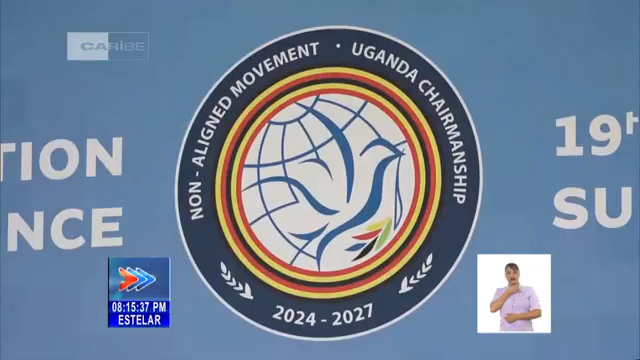 CARIBE
NON - ALIGNED MOVEMENT • UGANDA CHAIRMANSHIP
2024 - 2027
TION
NCE
19th
SU
08:15:37 PM
ESTELAR